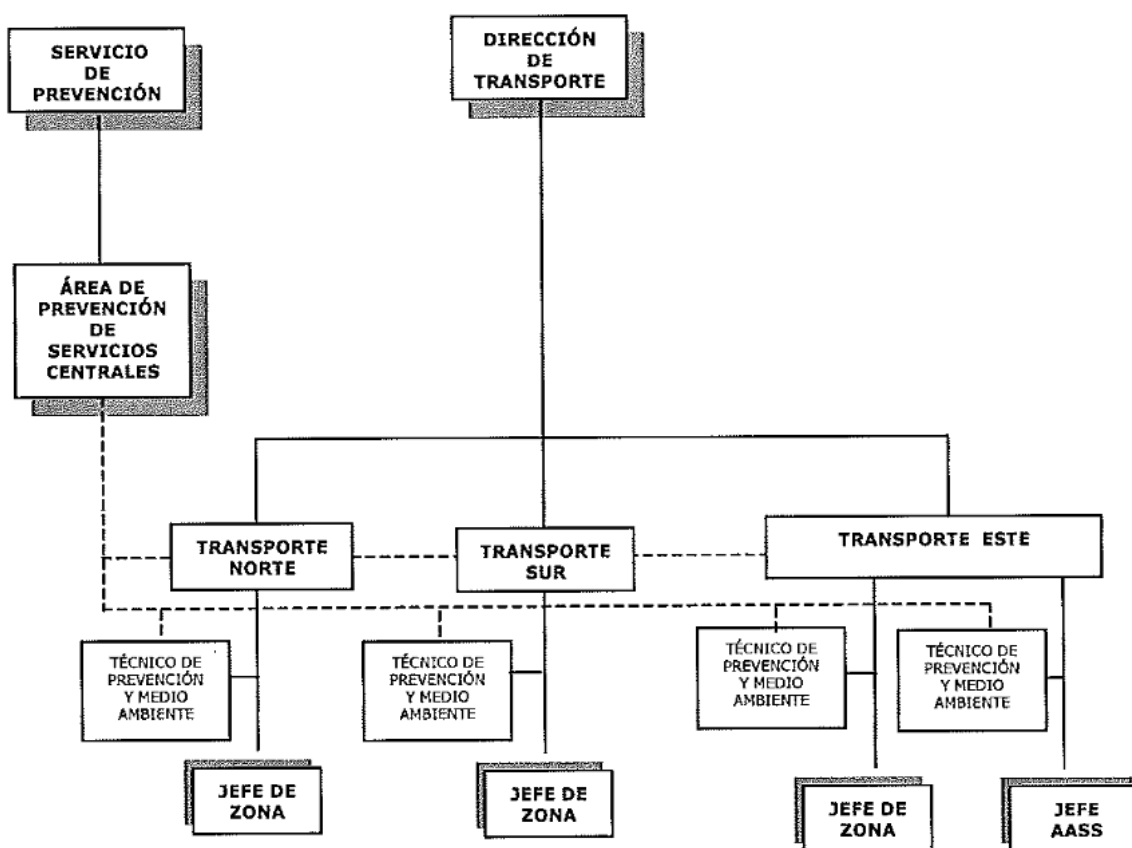 SERVICIO
DE
PREVENCIÓN
DIRECCIÓN
DE
TRANSPORTE
ÁREA DE
PREVENCIÓN
DE
SERVICIOS
CENTRALES
TRANSPORTE
NORTE
TRANSPORTE
SUR
TRANSPORTE ESTE
TÉCNICO DE
PREVENCIÓN
Y MEDIO
AMBIENTE
TÉCNICO DE
PREVENCIÓN
Y MEDIO
AMBIENTE
TÉCNICO DE
PREVENCIÓN
Y MEDIO
AMBIENTE
TÉCNICO DE
PREVENCIÓN
Y MEDIO
AMBIENTE
JEFE DE
ZONA
JEFE DE
ZONA
JEFE DE
ZONA
JEFE
AASS